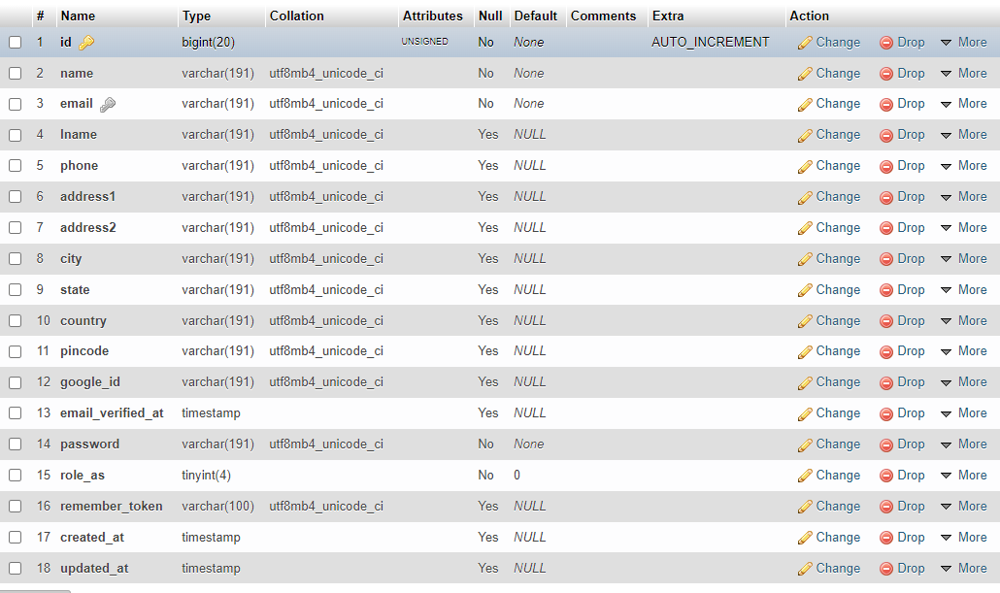 # Name Type Collation Attributes Null Default Comments Extra Action
1 id bigint(20) UNSIGNED No None AUTO_INCREMENT Change Drop More
2 name varchar(191) utf8mb4_unicode_ci No None Change Drop More
3 email varchar(191) utf8mb4_unicode_ci No None Change Drop More
4 lname varchar(191) utf8mb4_unicode_ci Yes NULL Change Drop More
5 phone varchar(191) utf8mb4_unicode_ci Yes NULL Change Drop More
6 address1 varchar(191) utf8mb4_unicode_ci Yes NULL Change Drop More
7 address2 varchar(191) utf8mb4_unicode_ci Yes NULL Change Drop More
8 city varchar(191) utf8mb4_unicode_ci Yes NULL Change Drop More
9 state varchar(191) utf8mb4_unicode_ci Yes NULL Change Drop More
10 country varchar(191) utf8mb4_unicode_ci Yes NULL Change Drop More
11 pincode varchar(191) utf8mb4_unicode_ci Yes NULL Change Drop More
12 google_id varchar(191) utf8mb4_unicode_ci Yes NULL Change Drop More
13 email_verified_at timestamp Yes NULL Change Drop More
14 password varchar(191) utf8mb4_unicode_ci No None Change Drop More
15 role_as tinyint(4) No 0 Change Drop More
16 remember_token varchar(100) utf8mb4_unicode_ci Yes NULL Change Drop More
17 created_at timestamp Yes NULL Change Drop More
18 updated_at timestamp Yes NULL Change Drop More